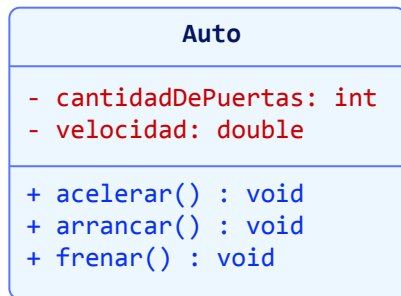 Auto
- cantidadDePuertas: int
- velocidad: double
+ acelerar() : void
+ arrancar() : void
+ frenar() : void